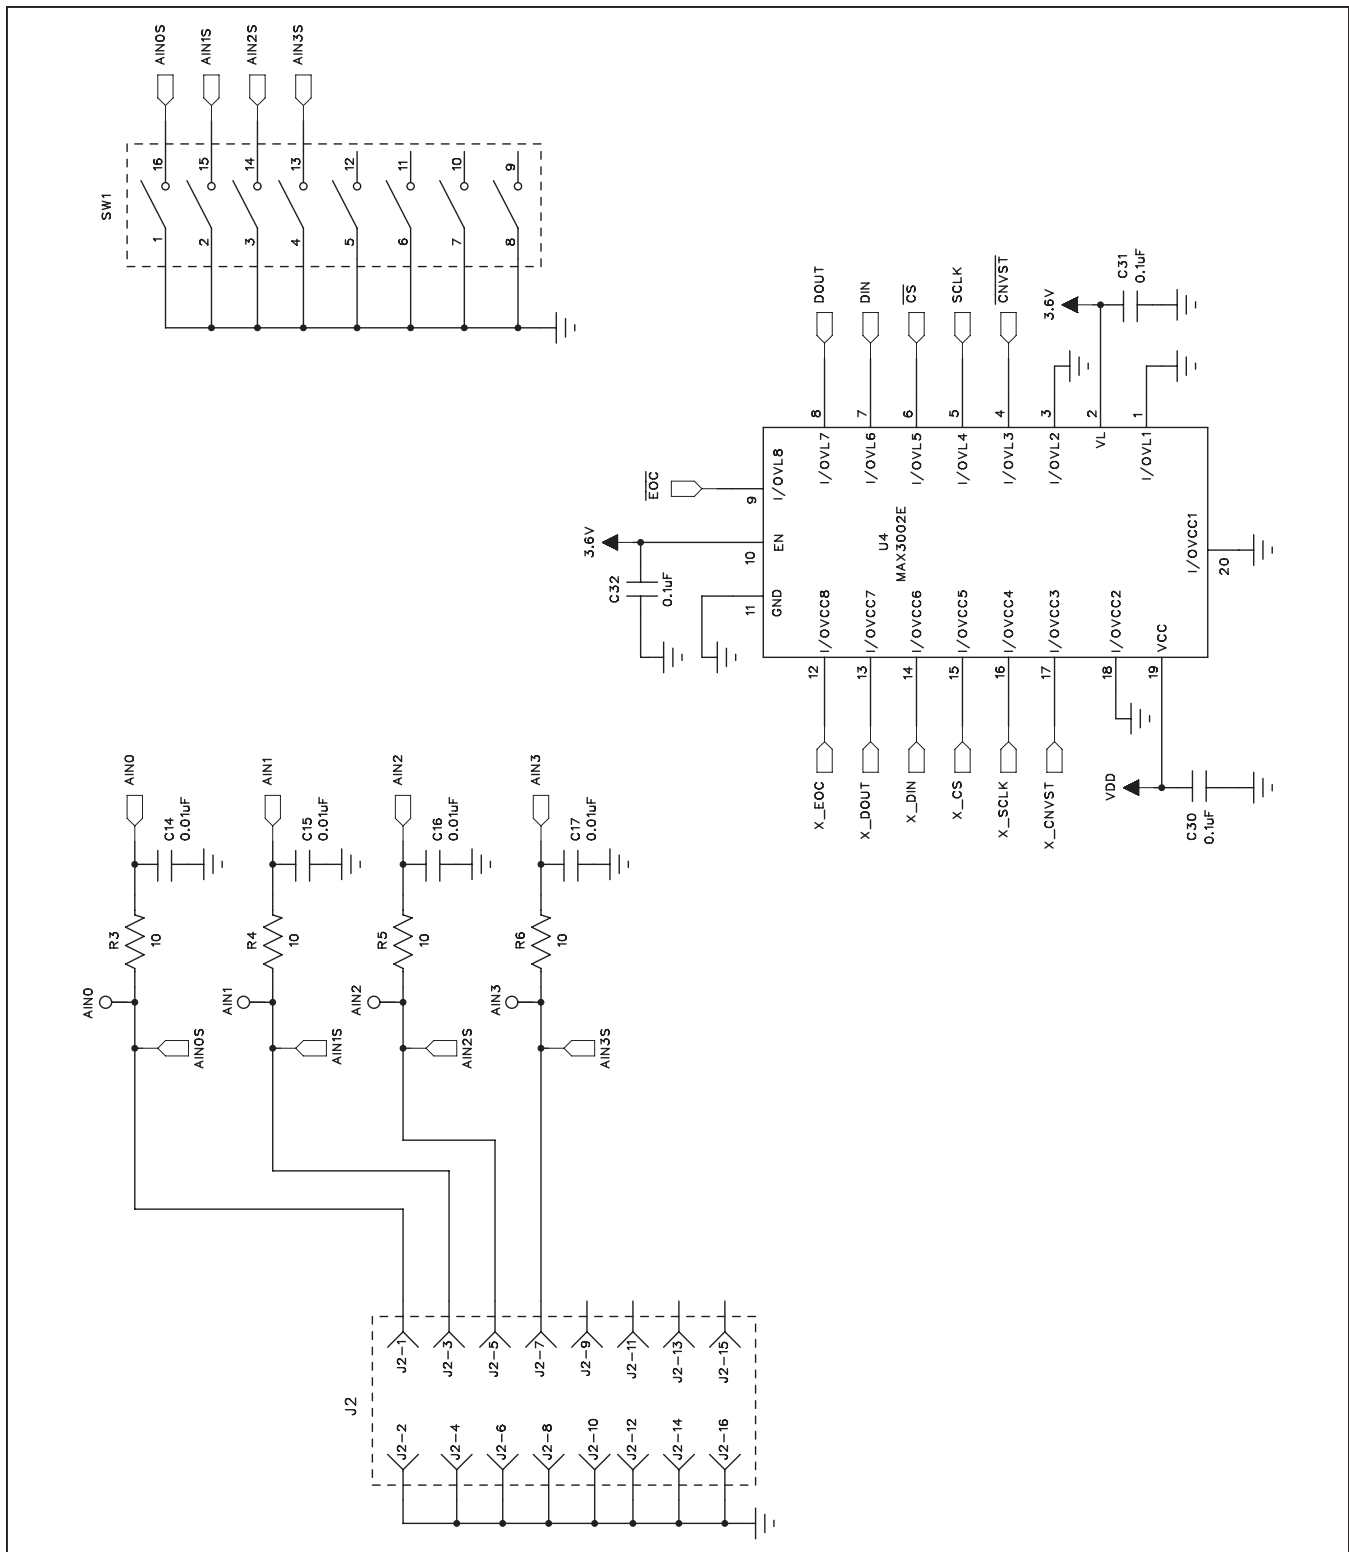 AIN0S
AIN1S
AIN2S
AIN3S
SW1
16
15
14
13
12
11
10
9
1
2
3
4
5
6
7
8
DOUT
DIN
CS
SCLK
CNVST
3.6V
C31
0.1uF
8
7
6
5
4
3
2
1
I/OVL7
I/OVL6
I/OVL5
I/OVL4
I/OVL3
I/OVL2
VL
I/OVL1
EOC
9
I/OVL8
3.6V
10
EN
C32
0.1uF
11
GND
U4
MAX3002E
I/OVCC1
20
I/OVCC8
I/OVCC7
I/OVCC6
I/OVCC5
I/OVCC4
I/OVCC3
I/OVCC2
VCC
12
13
14
15
16
17
18
19
X_EOC
X_DOUT
X_DIN
X_CS
X_SCLK
X_CNVST
VDD
C30
0.1uF
AIN0
AIN1
AIN2
AIN3
C14
0.01uF
C15
0.01uF
C16
0.01uF
C17
0.01uF
R3
10
R4
10
R5
10
R6
10
AIN0
AIN1
AIN2
AIN3
AIN0S
AIN1S
AIN2S
AIN3S
J2
J2-1
J2-3
J2-5
J2-7
J2-9
J2-11
J2-13
J2-15
J2-2
J2-4
J2-6
J2-8
J2-10
J2-12
J2-14
J2-16